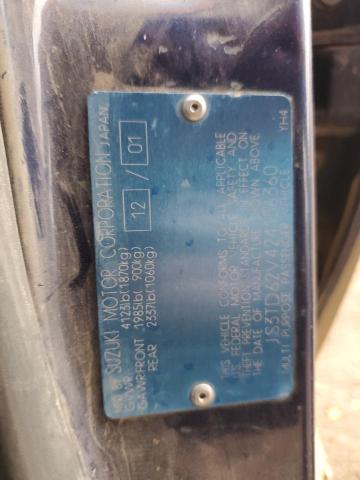 SUZUKI MOTOR CORPORATION JAPAN
12 / 01
GVWR 4123lb(1870kg)
GAWR FRONT 1985lb( 900kg)
REAR 2337lb(1060kg)
THIS VEHICLE CONFORMS TO ALL APPLICABLE
U.S. FEDERAL MOTOR VEHICLE SAFETY AND
THEFT PREVENTION STANDARDS IN EFFECT ON
THE DATE OF MANUFACTURE SHOWN ABOVE.
MULTI PURPOSE PASSENGER VEHICLE
YH4